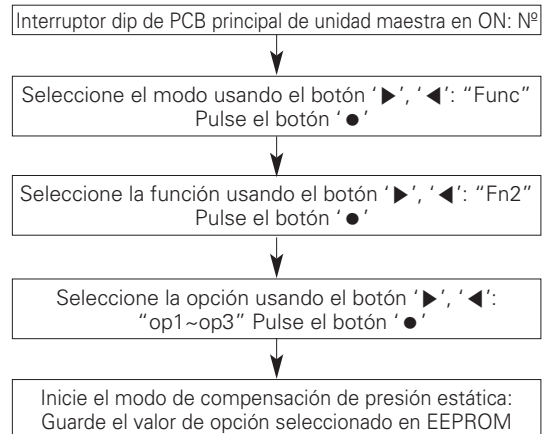 Interruptor dip de PCB principal de unidad maestra en ON: Nº
Seleccione el modo usando el botón ‘▶’, ‘◀’: “Func”
Pulse el botón ‘●’
Seleccione la función usando el botón ‘▶’, ‘◀’: “Fn2”
Pulse el botón ‘●’
Seleccione la opción usando el botón ‘▶’, ‘◀’:
“op1~op3” Pulse el botón ‘●’
Inicie el modo de compensación de presión estática:
Guarde el valor de opción seleccionado en EEPROM